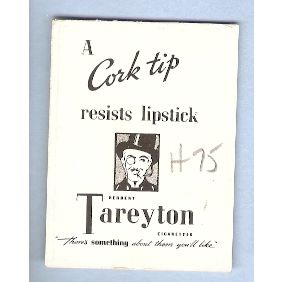 A
Cork tip
resists lipstick
H75
HERBERT
Tareyton
CIGARETTES
"There's something about them you'll like"